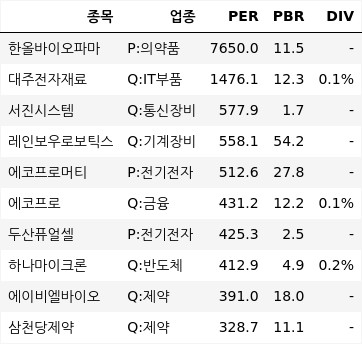 종목 업종 PER PBR DIV
한올바이오파마 P:의약품 7650.0 11.5 -
대주전자재료 Q:IT부품 1476.1 12.3 0.1%
서진시스템 Q:통신장비 577.9 1.7 -
레인보우로보틱스 Q:기계장비 558.1 54.2 -
에코프로머티 P:전기전자 512.6 27.8 -
에코프로 Q:금융 431.2 12.2 0.1%
두산퓨얼셀 P:전기전자 425.3 2.5 -
하나마이크론 Q:반도체 412.9 4.9 0.2%
에이비엘바이오 Q:제약 391.0 18.0 -
삼천당제약 Q:제약 328.7 11.1 -